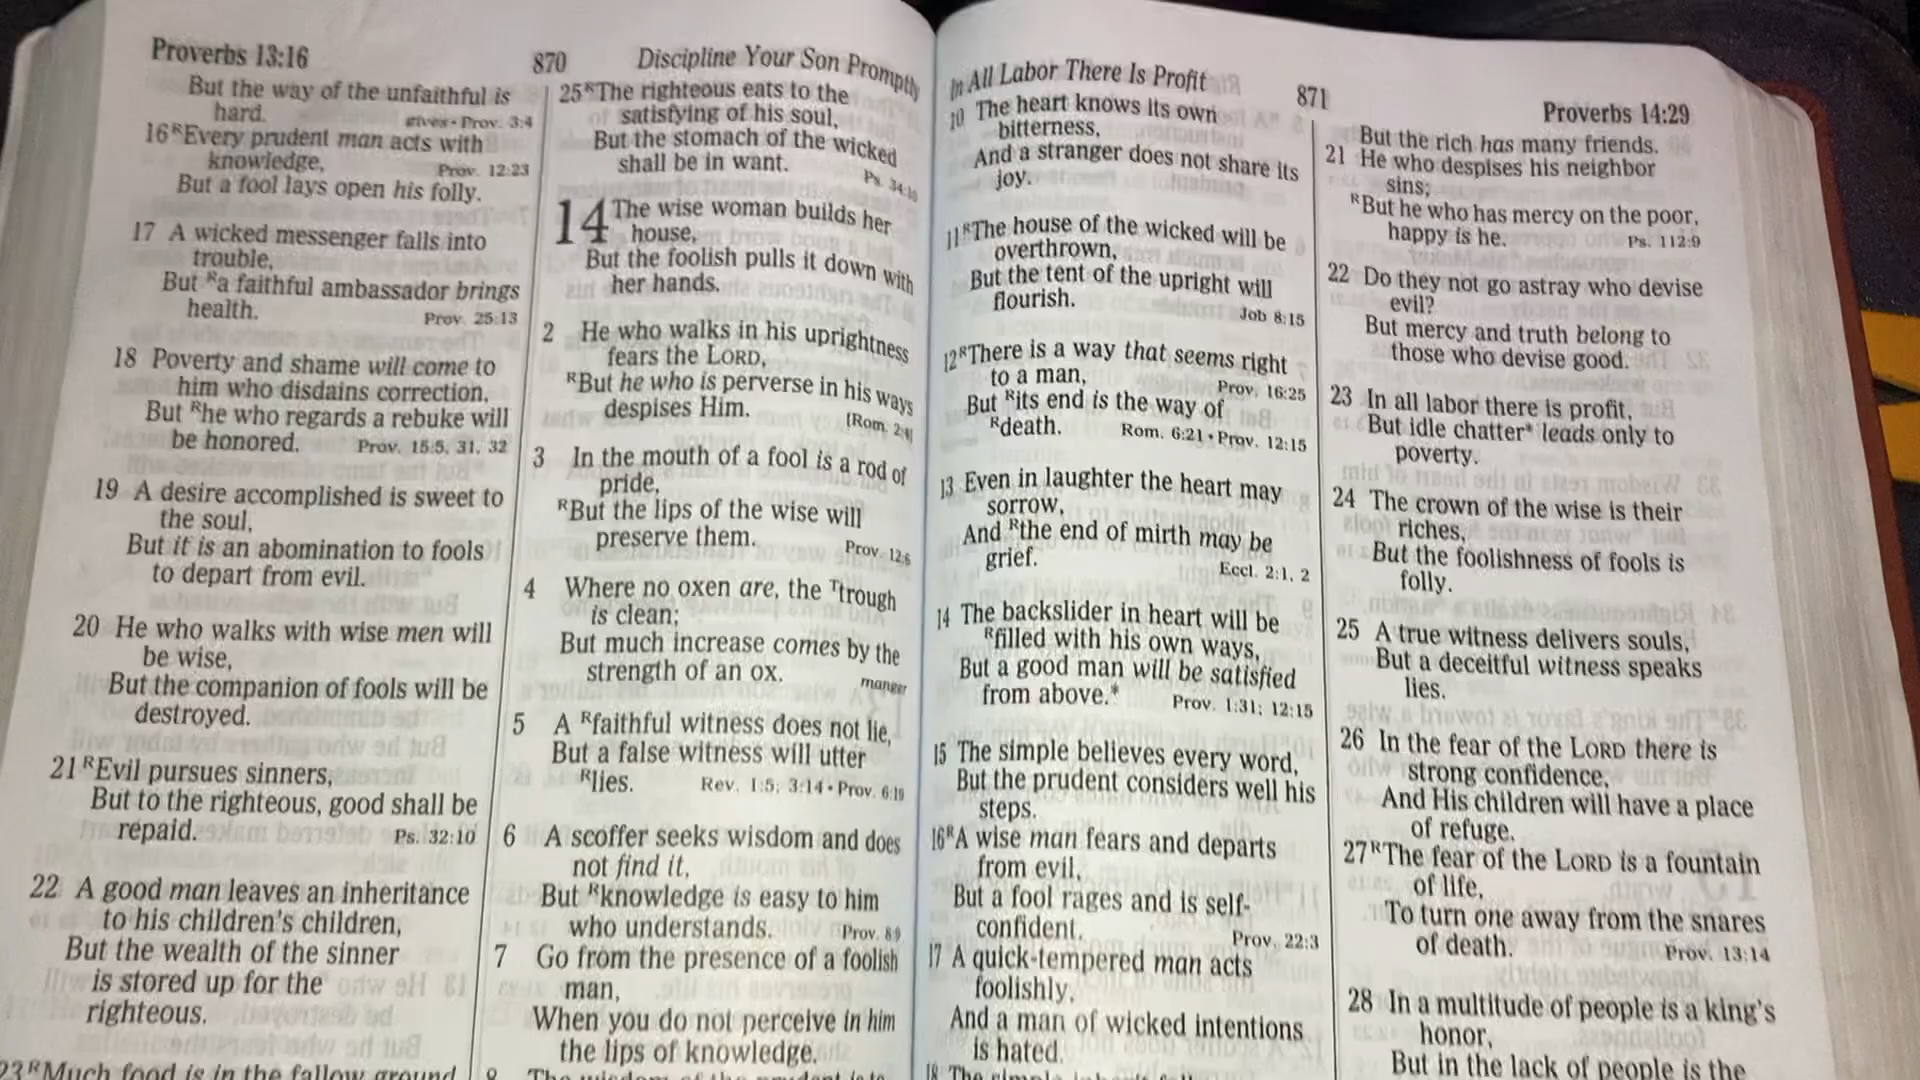 Proverbs 13:16
870
Discipline Your Son Promptly
But the way of the unfaithful is
hard. gives • Prov. 3:4
16 REvery prudent man acts with
knowledge, Prov. 12:23
But a fool lays open his folly.
17 A wicked messenger falls into
trouble,
But Ra faithful ambassador brings
health. Prov. 25:13
18 Poverty and shame will come to
him who disdains correction,
But Rhe who regards a rebuke will
be honored. Prov. 15:5, 31, 32
19 A desire accomplished is sweet to
the soul,
But it is an abomination to fools
to depart from evil.
20 He who walks with wise men will
be wise,
But the companion of fools will be
destroyed.
21 REvil pursues sinners,
But to the righteous, good shall be
repaid. Ps. 32:10
22 A good man leaves an inheritance
to his children's children,
But the wealth of the sinner
is stored up for the
righteous.
23 RMuch food is in the fallow ground
25 RThe righteous eats to the
satisfying of his soul,
But the stomach of the wicked
shall be in want. Ps. 34:10
14 The wise woman builds her
house,
But the foolish pulls it down with
her hands.
2 He who walks in his uprightness
fears the LORD,
RBut he who is perverse in his ways
despises Him. [Rom. 2:4]
3 In the mouth of a fool is a rod of
pride,
RBut the lips of the wise will
preserve them. Prov. 12:6
4 Where no oxen are, the Ttrough
is clean;
But much increase comes by the
strength of an ox. manger
5 A Rfaithful witness does not lie,
But a false witness will utter
Rlies. Rev. 1:5; 3:14 • Prov. 6:19
6 A scoffer seeks wisdom and does
not find it,
But Rknowledge is easy to him
who understands. Prov. 8:9
7 Go from the presence of a foolish
man,
When you do not perceive in him
the lips of knowledge.
8 The wisdom of the prudent is to
In All Labor There Is Profit
871
Proverbs 14:29
10 The heart knows its own
bitterness,
And a stranger does not share its
joy.
11 RThe house of the wicked will be
overthrown,
But the tent of the upright will
flourish. Job 8:15
12 RThere is a way that seems right
to a man, Prov. 16:25
But Rits end is the way of
Rdeath. Rom. 6:21 • Prov. 12:15
13 Even in laughter the heart may
sorrow,
And Rthe end of mirth may be
grief. Eccl. 2:1, 2
14 The backslider in heart will be
Rfilled with his own ways,
But a good man will be satisfied
from above.* Prov. 1:31; 12:15
15 The simple believes every word,
But the prudent considers well his
steps.
16 RA wise man fears and departs
from evil,
But a fool rages and is self-
confident. Prov. 22:3
17 A quick-tempered man acts
foolishly,
And a man of wicked intentions
is hated.
18 The simple inherit
But the rich has many friends.
21 He who despises his neighbor
sins;
RBut he who has mercy on the poor,
happy is he. Ps. 112:9
22 Do they not go astray who devise
evil?
But mercy and truth belong to
those who devise good.
23 In all labor there is profit,
But idle chatter* leads only to
poverty.
24 The crown of the wise is their
riches,
But the foolishness of fools is
folly.
25 A true witness delivers souls,
But a deceitful witness speaks
lies.
26 In the fear of the LORD there is
strong confidence,
And His children will have a place
of refuge.
27 RThe fear of the LORD is a fountain
of life,
To turn one away from the snares
of death. Prov. 13:14
28 In a multitude of people is a king's
honor,
But in the lack of people is the